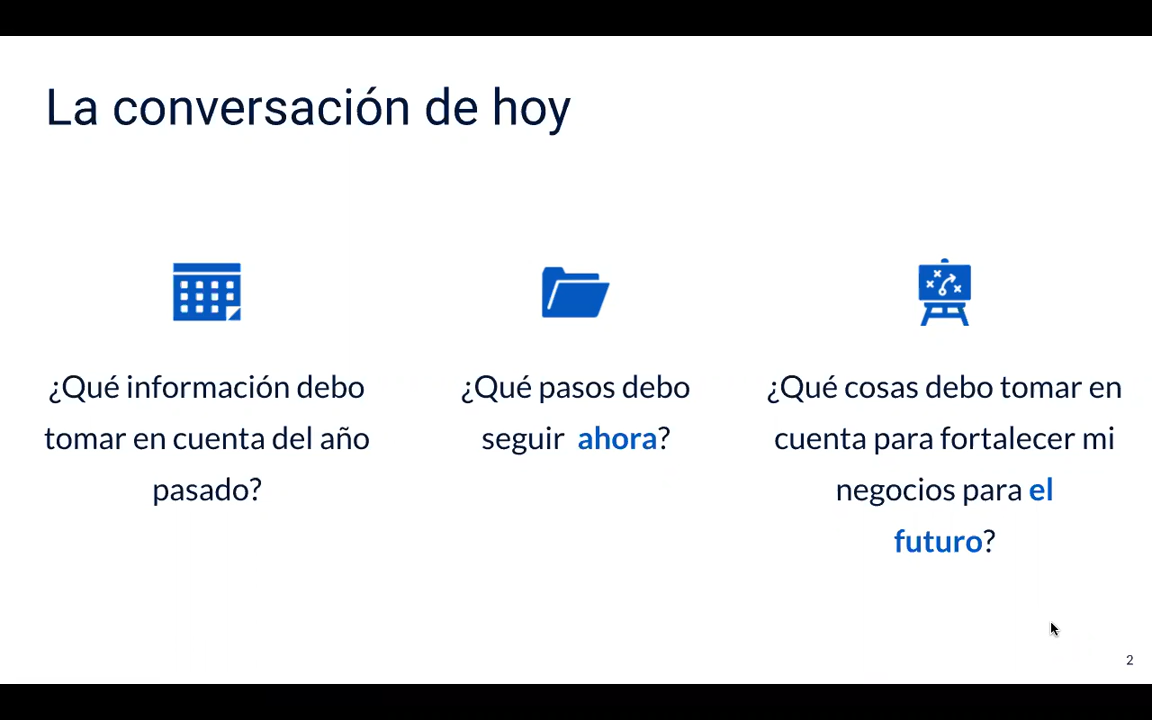 La conversación de hoy
¿Qué información debo
tomar en cuenta del año
pasado?
¿Qué pasos debo
seguir ahora?
¿Qué cosas debo tomar en
cuenta para fortalecer mi
negocios para el
futuro?
2